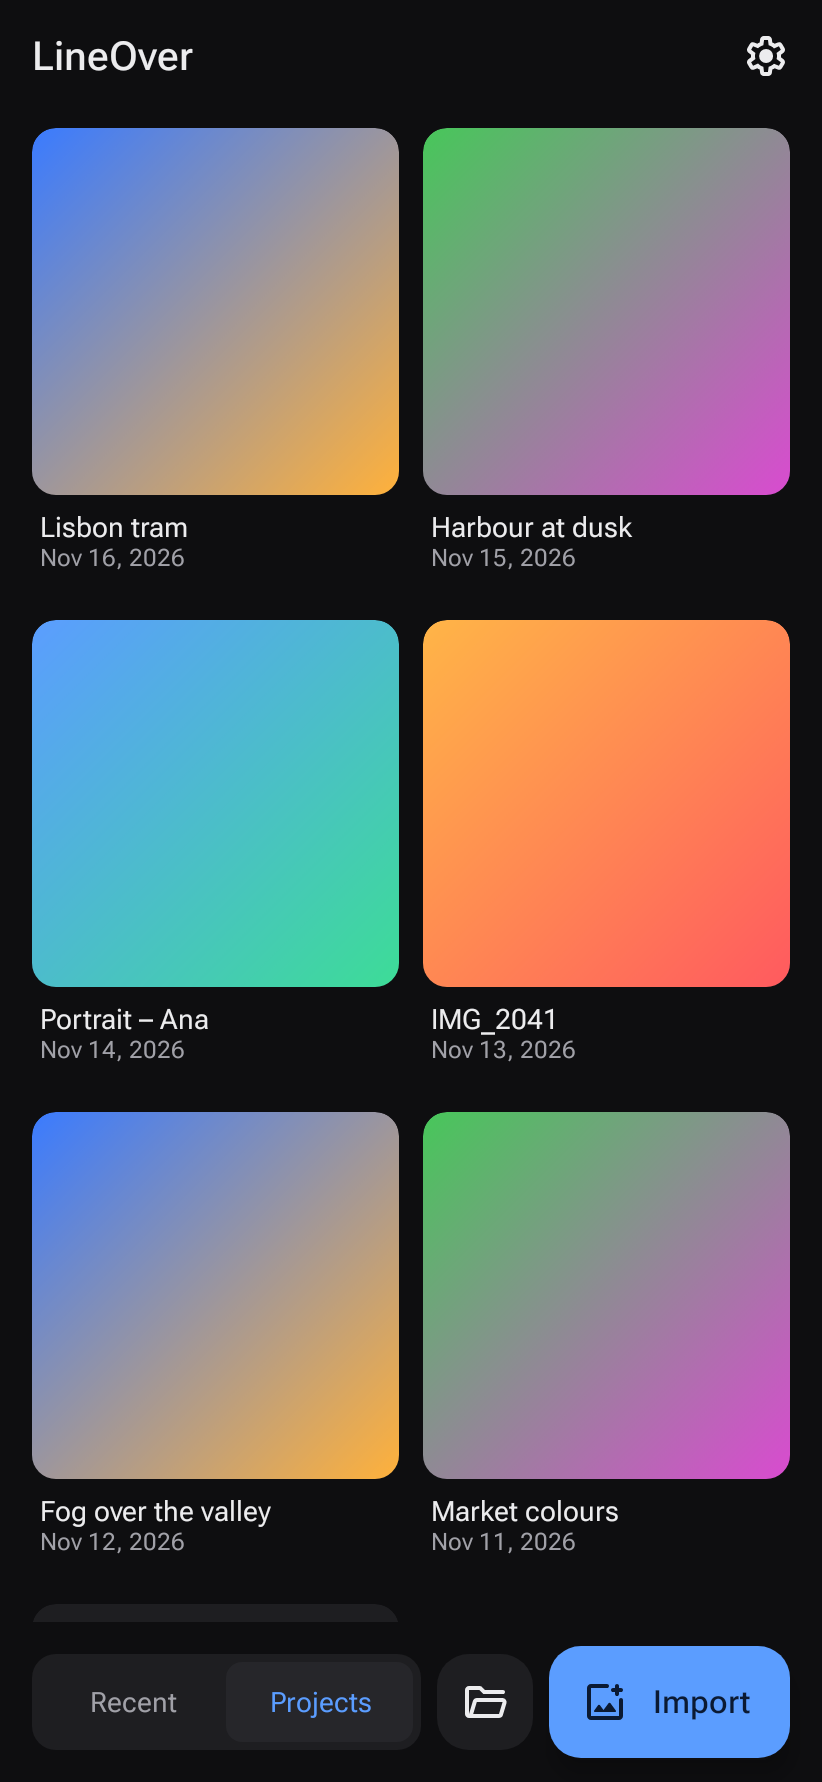 LineOver
Lisbon tram
Nov 16, 2026
Harbour at dusk
Nov 15, 2026
Portrait – Ana
Nov 14, 2026
IMG_2041
Nov 13, 2026
Fog over the valley
Nov 12, 2026
Market colours
Nov 11, 2026
Recent
Projects
Import